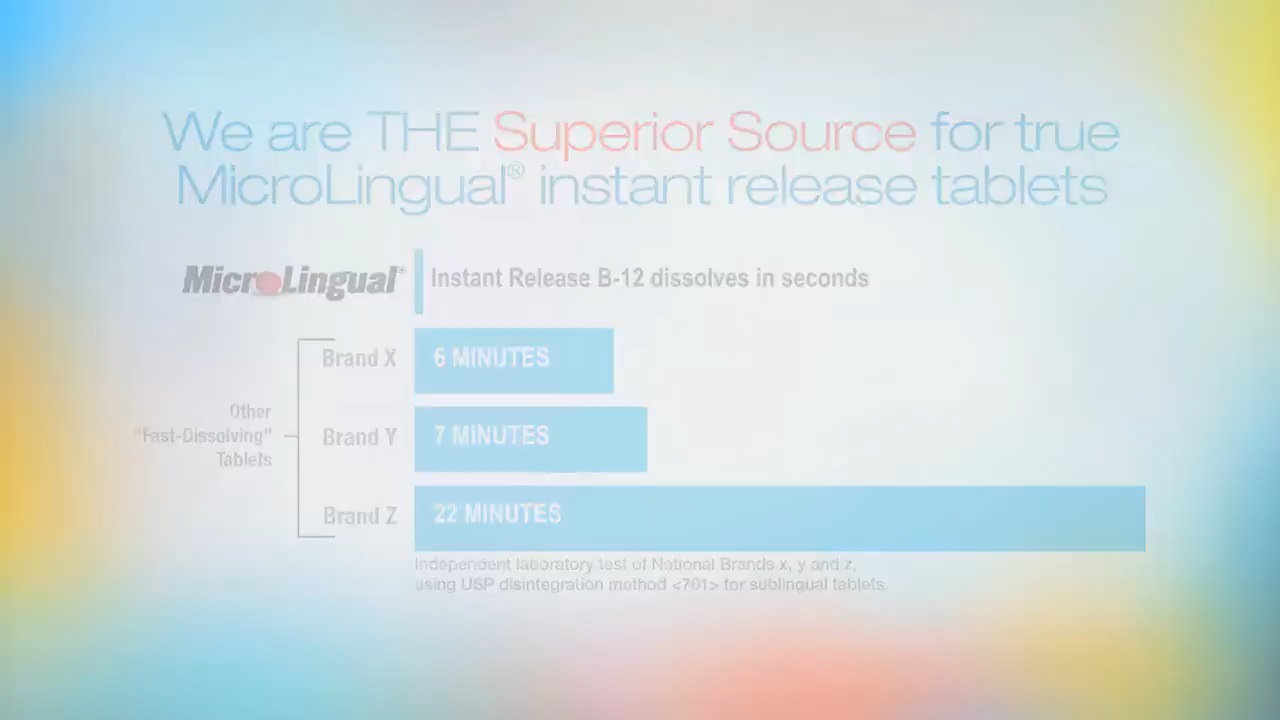 We are THE Superior Source for true
MicroLingual® instant release tablets
MicroLingual®
Instant Release B-12 dissolves in seconds
Brand X
6 MINUTES
Other
"Fast-Dissolving"
Tablets
Brand Y
7 MINUTES
Brand Z
22 MINUTES
Independent laboratory test of National Brands x, y and z,
using USP disintegration method <701> for sublingual tablets.